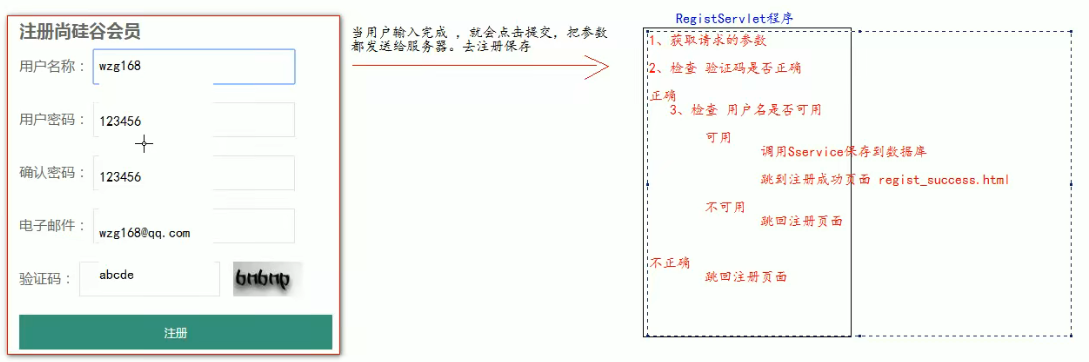 注册尚硅谷会员
用户名称： wzg168
用户密码： 123456
确认密码： 123456
电子邮件： wzg168@qq.com
验证码： abcde bnbnp
注册
当用户输入完成 ，就会点击提交，把参数
都发送给服务器。去注册保存
RegistServlet程序
1、获取请求的参数
2、检查 验证码是否正确
正确
3、检查 用户名是否可用
可用
调用Sservice保存到数据库
跳到注册成功页面 regist_success.html
不可用
跳回注册页面
不正确
跳回注册页面